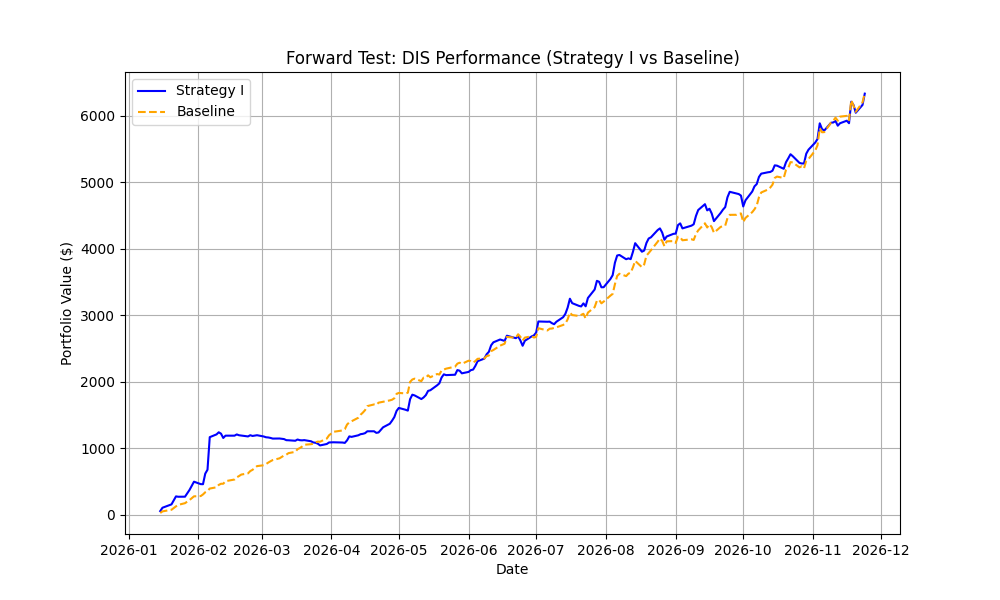 Forward Test: DIS Performance (Strategy I vs Baseline)
Strategy I
Baseline
Portfolio Value ($)
6000
5000
4000
3000
2000
1000
0
2026-01 2026-02 2026-03 2026-04 2026-05 2026-06 2026-07 2026-08 2026-09 2026-10 2026-11 2026-12
Date